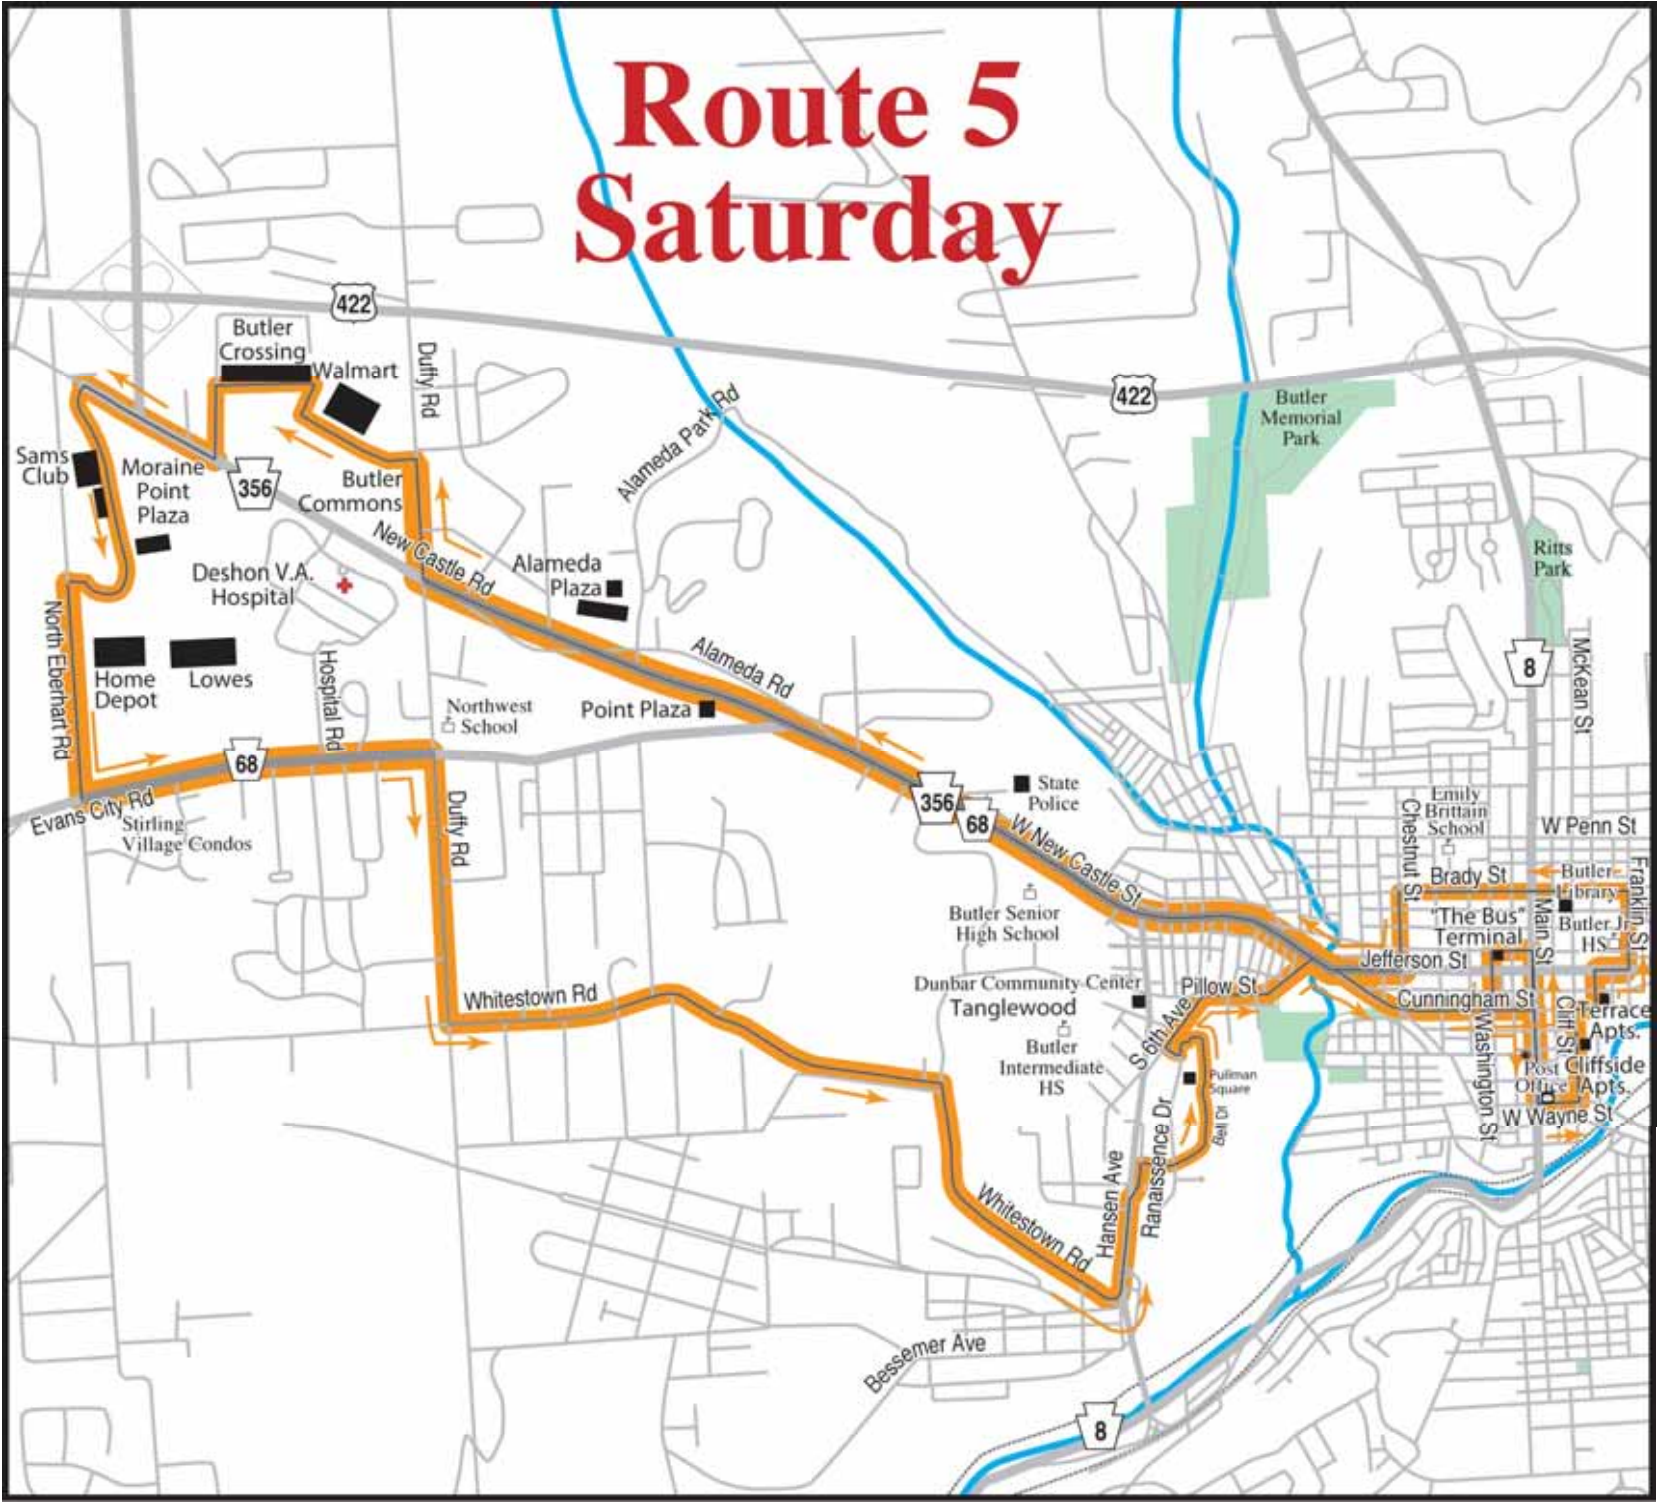 Route 5
Saturday
422
Butler
Crossing
Walmart
Duffy Rd
422
Butler
Memorial
Park
Alameda Park Rd
Sams
Club
Moraine
Point
Plaza
356
Butler
Commons
New Castle Rd
Deshon V.A.
Hospital
Alameda
Plaza
Ritts
Park
North Eberhart Rd
Home
Depot
Lowes
Hospital Rd
Northwest
School
Point Plaza
Alameda Rd
8
McKean St
68
Evans City Rd
Stirling
Village Condos
Duffy Rd
356
68
State
Police
W New Castle St
Emily
Brittain
School
Chestnut St
W Penn St
Brady St
Butler
Library
Franklin St
"The Bus"
Terminal
Main St
Butler Jr
HS
Butler Senior
High School
Jefferson St
Dunbar Community Center
Tanglewood
Pillow St
Cunningham St
Whitestown Rd
S 6th Ave
Butler
Intermediate
HS
Washington St
Cliff St
Terrace
Apts.
Post
Office
Cliffside
Apts.
Pullman
Square
Bell Dr
W Wayne St
Whitestown Rd
Hansen Ave
Ranaissence Dr
Bessemer Ave
8